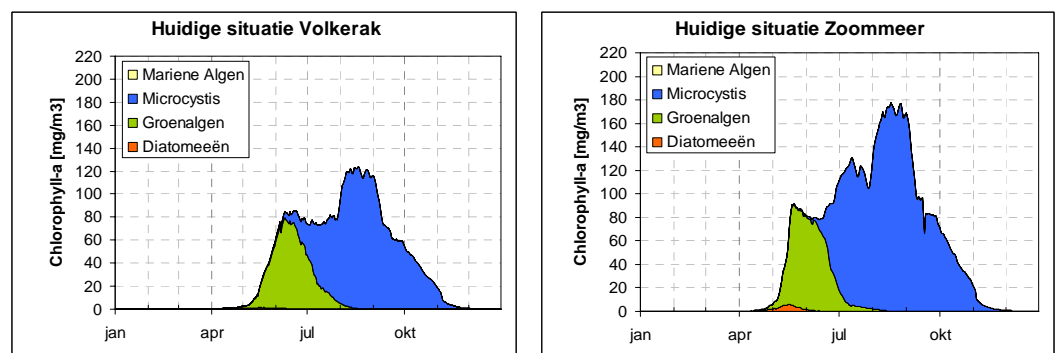 Huidige situatie Volkerak
Chlorophyll-a [mg/m3]
220
200
180
160
140
120
100
80
60
40
20
0
Mariene Algen
Microcystis
Groenalgen
Diatomeeën
jan apr jul okt
Huidige situatie Zoommeer
Chlorophyll-a [mg/m3]
220
200
180
160
140
120
100
80
60
40
20
0
Mariene Algen
Microcystis
Groenalgen
Diatomeeën
jan apr jul okt